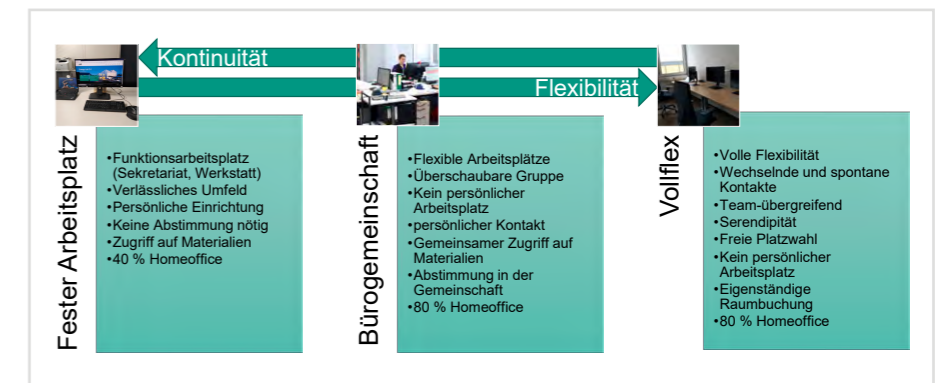 Kontinuität
Flexibilität
Fester Arbeitsplatz
•Funktionsarbeitsplatz
(Sekretariat, Werkstatt)
•Verlässliches Umfeld
•Persönliche Einrichtung
•Keine Abstimmung nötig
•Zugriff auf Materialien
•40 % Homeoffice
Bürogemeinschaft
•Flexible Arbeitsplätze
•Überschaubare Gruppe
•Kein persönlicher
Arbeitsplatz
•persönlicher Kontakt
•Gemeinsamer Zugriff auf
Materialien
•Abstimmung in der
Gemeinschaft
•80 % Homeoffice
Vollflex
•Volle Flexibilität
•Wechselnde und spontane
Kontakte
•Team-übergreifend
•Serendipität
•Freie Platzwahl
•Kein persönlicher
Arbeitsplatz
•Eigenständige
Raumbuchung
•80 % Homeoffice